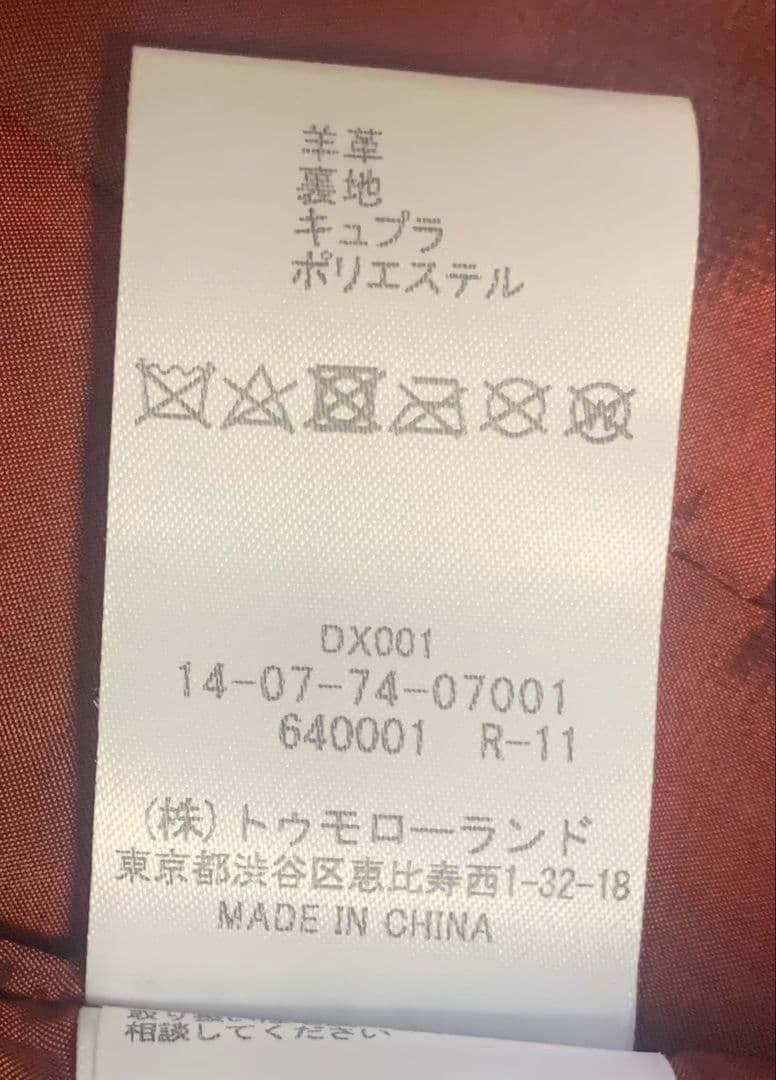 羊革
裏地
キュプラ
ポリエステル
W
DX001
14-07-74-07001
640001 R-11
(株)トゥモローランド
東京都渋谷区恵比寿西1-32-18
MADE IN CHINA
相談してください